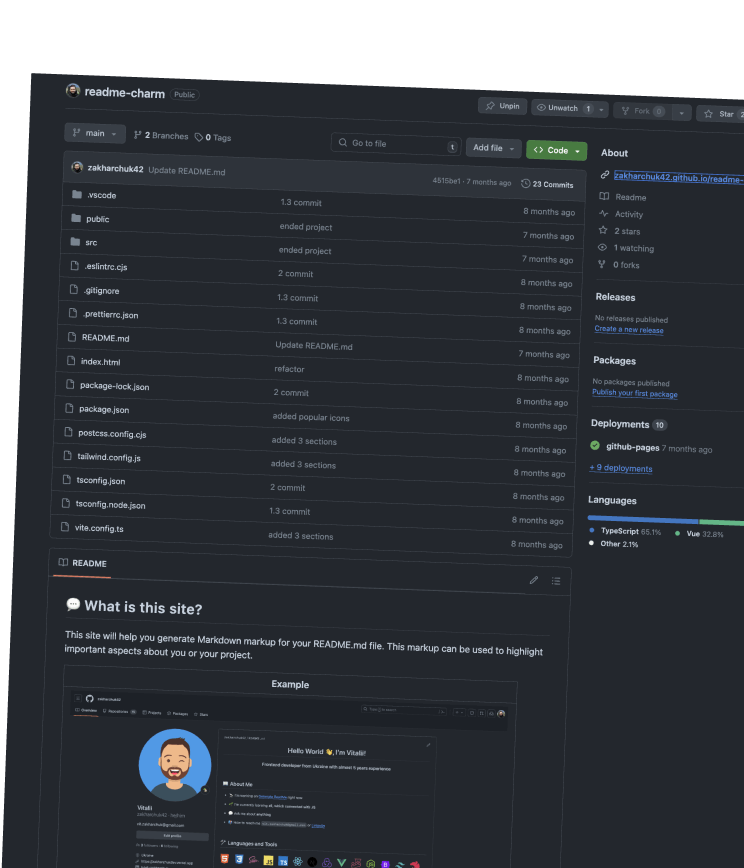 readme-charm Public
Unpin Unwatch 1 Fork 0 Star
main 2 Branches 0 Tags Go to file t Add file Code
zakharchuk42 Update README.md 4515be1 · 7 months ago 23 Commits
.vscode 1.3 commit 8 months ago
public ended project 7 months ago
src ended project 7 months ago
.eslintrc.cjs 2 commit 8 months ago
.gitignore 1.3 commit 8 months ago
.prettierrc.json 1.3 commit 8 months ago
README.md Update README.md 7 months ago
index.html refactor 8 months ago
package-lock.json 2 commit 8 months ago
package.json added popular icons 8 months ago
postcss.config.cjs added 3 sections 8 months ago
tailwind.config.js added 3 sections 8 months ago
tsconfig.json 2 commit 8 months ago
tsconfig.node.json 1.3 commit 8 months ago
vite.config.ts added 3 sections 8 months ago
README
💬 What is this site?
This site will help you generate Markdown markup for your README.md file. This markup can be used to highlight
important aspects about you or your project.
Example
zakharchuk42
Overview Repositories Projects Packages Stars
Hello World 👋, I'm Vitalii!
Frontend developer from Ukraine with almost 5 years experience
About Me
Ask me about anything
Languages and Tools
Vitalii
Edit profile
About
zakharchuk42.github.io/readme-
Readme
Activity
2 stars
1 watching
0 forks
Releases
No releases published
Create a new release
Packages
No packages published
Publish your first package
Deployments 10
github-pages 7 months ago
+ 9 deployments
Languages
TypeScript 65.1% Vue 32.8%
Other 2.1%